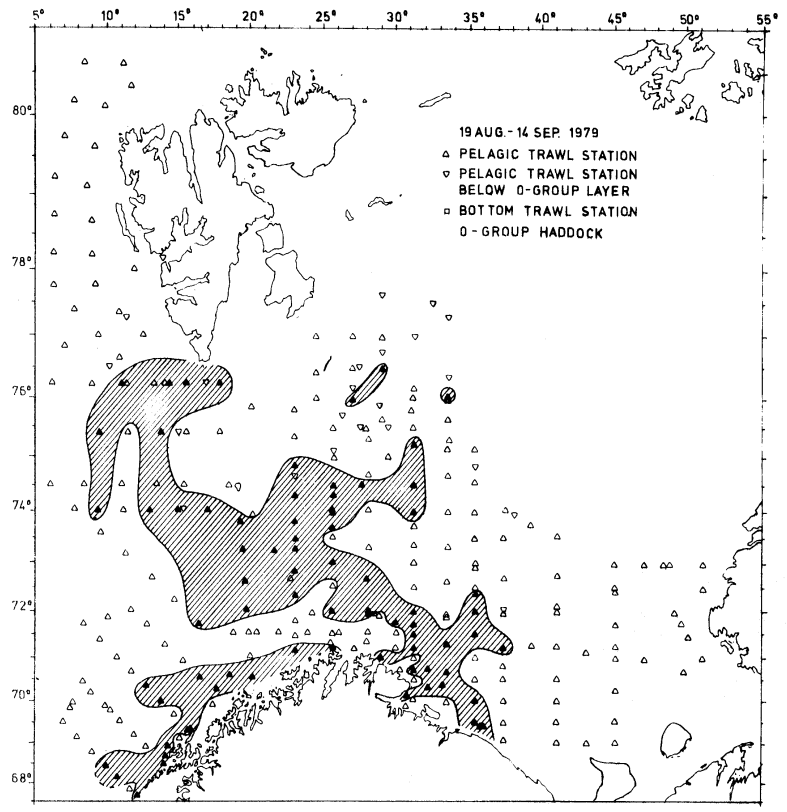 5° 10° 15° 20° 25° 30° 35° 40° 45° 50° 55°
80°
19 AUG.-14 SEP. 1979
△ PELAGIC TRAWL STATION
▽ PELAGIC TRAWL STATION
BELOW 0-GROUP LAYER
□ BOTTOM TRAWL STATION
0-GROUP HADDOCK
78°
76°
74°
72°
70°
68°